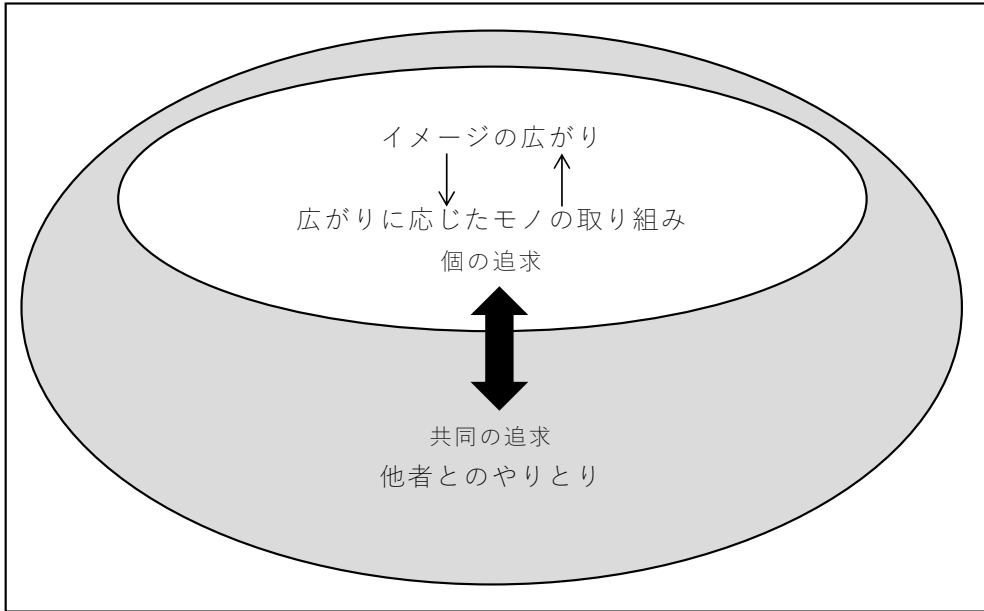 イメージの広がり
広がりに応じたモノの取り組み
個の追求
共同の追求
他者とのやりとり